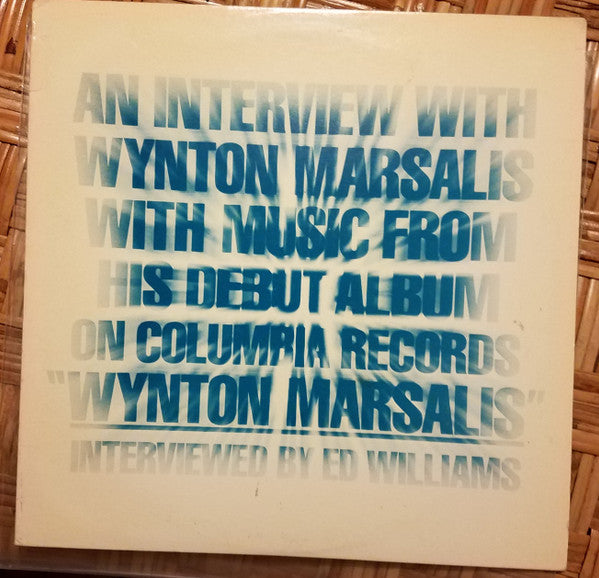 AN INTERVIEW WITH
WYNTON MARSALIS
WITH MUSIC FROM
HIS DEBUT ALBUM
ON COLUMBIA RECORDS
"WYNTON MARSALIS"
INTERVIEWED BY ED WILLIAMS